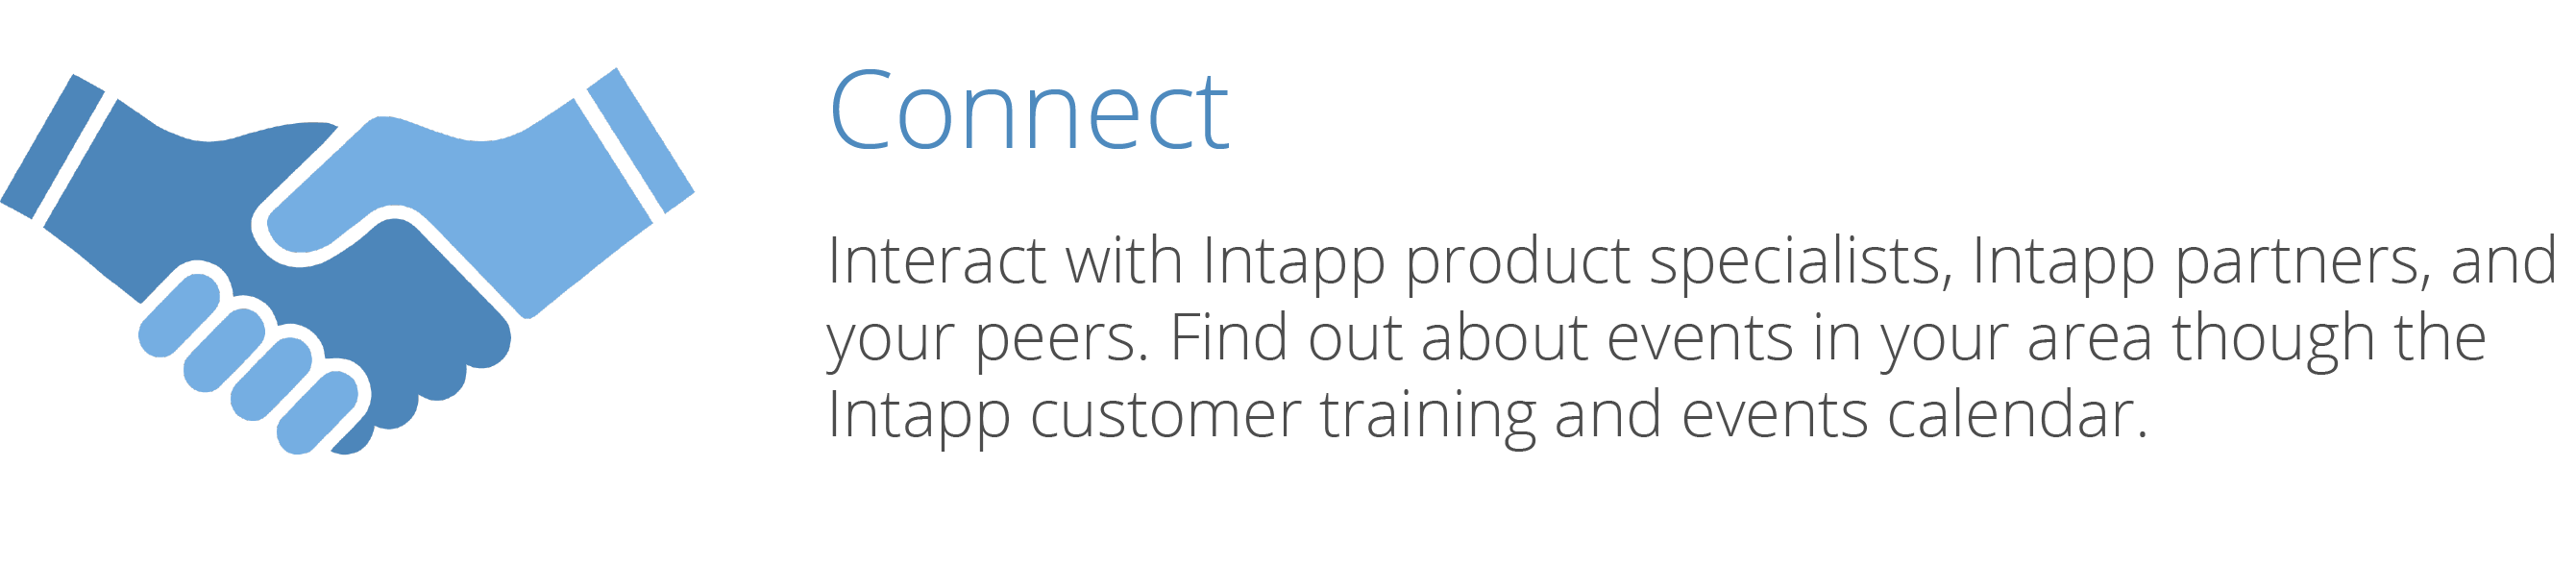 Connect
Interact with Intapp product specialists, Intapp partners, and
your peers. Find out about events in your area though the
Intapp customer training and events calendar.